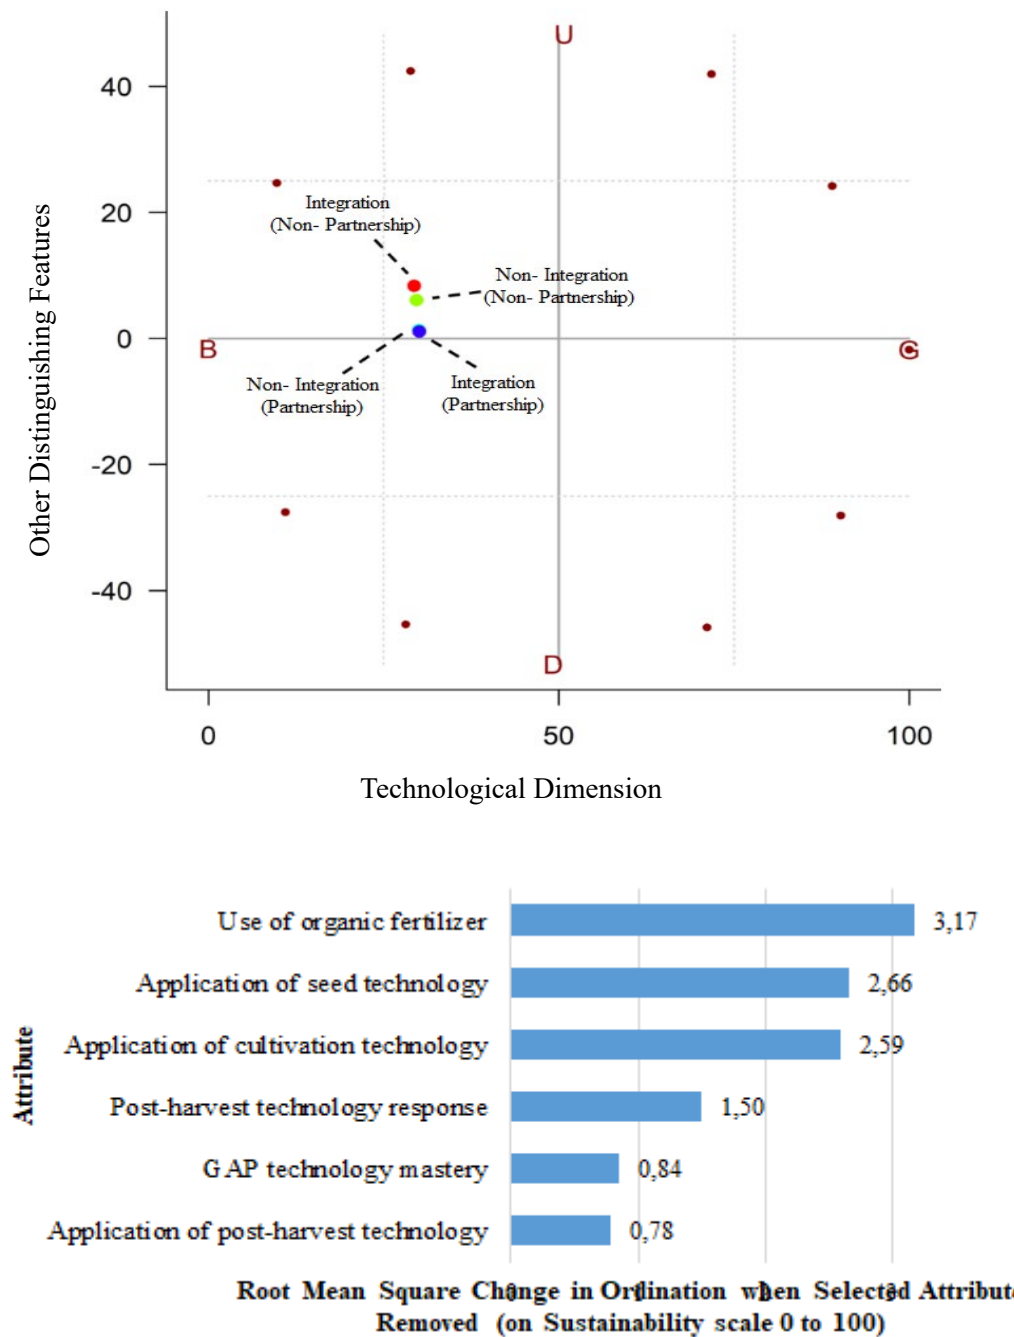 U
40
Integration
(Non- Partnership)
20
Non- Integration
(Non- Partnership)
Other Distinguishing Features
0
B
G
Non- Integration
(Partnership)
Integration
(Partnership)
-20
-40
D
0 50 100
Technological Dimension
Use of organic fertilizer 3,17
Application of seed technology 2,66
Application of cultivation technology 2,59
Attribute
Post-harvest technology response 1,50
GAP technology mastery 0,84
Application of post-harvest technology 0,78
Root Mean Square Change in Ordination when Selected Attribute
Removed (on Sustainability scale 0 to 100)